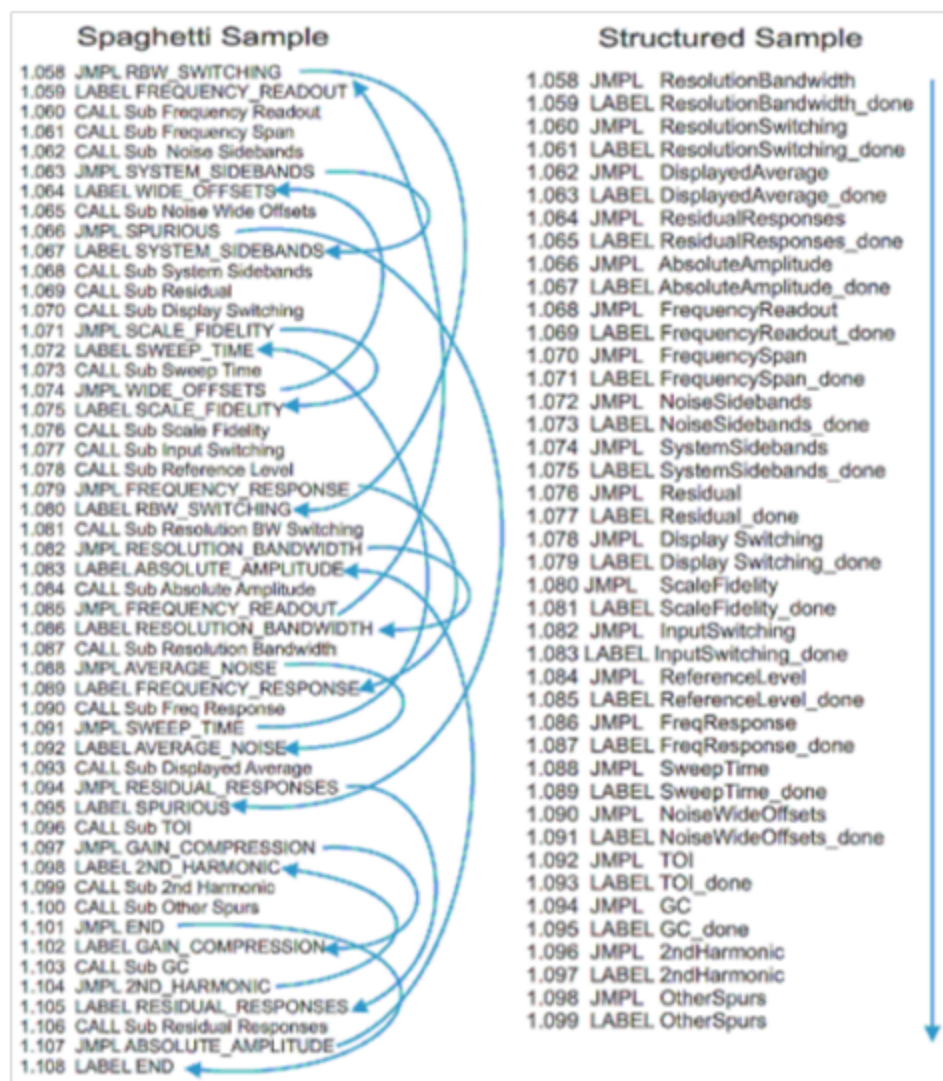 Spaghetti Sample
1.058 JMPL RBW_SWITCHING
1.059 LABEL FREQUENCY_READOUT
1.060 CALL Sub Frequency Readout
1.061 CALL Sub Frequency Span
1.062 CALL Sub Noise Sidebands
1.063 JMPL SYSTEM_SIDEBANDS
1.064 LABEL WIDE_OFFSETS
1.065 CALL Sub Noise Wide Offsets
1.066 JMPL SPURIOUS
1.067 LABEL SYSTEM_SIDEBANDS
1.068 CALL Sub System Sidebands
1.069 CALL Sub Residual
1.070 CALL Sub Display Switching
1.071 JMPL SCALE_FIDELITY
1.072 LABEL SWEEP_TIME
1.073 CALL Sub Sweep Time
1.074 JMPL WIDE_OFFSETS
1.075 LABEL SCALE_FIDELITY
1.076 CALL Sub Scale Fidelity
1.077 CALL Sub Input Switching
1.078 CALL Sub Reference Level
1.079 JMPL FREQUENCY_RESPONSE
1.080 LABEL RBW_SWITCHING
1.081 CALL Sub Resolution BW Switching
1.082 JMPL RESOLUTION_BANDWIDTH
1.083 LABEL ABSOLUTE_AMPLITUDE
1.084 CALL Sub Absolute Amplitude
1.085 JMPL FREQUENCY_READOUT
1.086 LABEL RESOLUTION_BANDWIDTH
1.087 CALL Sub Resolution Bandwidth
1.088 JMPL AVERAGE_NOISE
1.089 LABEL FREQUENCY_RESPONSE
1.090 CALL Sub Freq Response
1.091 JMPL SWEEP_TIME
1.092 LABEL AVERAGE_NOISE
1.093 CALL Sub Displayed Average
1.094 JMPL RESIDUAL_RESPONSES
1.095 LABEL SPURIOUS
1.096 CALL Sub TOI
1.097 JMPL GAIN_COMPRESSION
1.098 LABEL 2ND_HARMONIC
1.099 CALL Sub 2nd Harmonic
1.100 CALL Sub Other Spurs
1.101 JMPL END
1.102 LABEL GAIN_COMPRESSION
1.103 CALL Sub GC
1.104 JMPL 2ND_HARMONIC
1.105 LABEL RESIDUAL_RESPONSES
1.106 CALL Sub Residual Responses
1.107 JMPL ABSOLUTE_AMPLITUDE
1.108 LABEL END
Structured Sample
1.058 JMPL ResolutionBandwidth
1.059 LABEL ResolutionBandwidth_done
1.060 JMPL ResolutionSwitching
1.061 LABEL ResolutionSwitching_done
1.062 JMPL DisplayedAverage
1.063 LABEL DisplayedAverage_done
1.064 JMPL ResidualResponses
1.065 LABEL ResidualResponses_done
1.066 JMPL AbsoluteAmplitude
1.067 LABEL AbsoluteAmplitude_done
1.068 JMPL FrequencyReadout
1.069 LABEL FrequencyReadout_done
1.070 JMPL FrequencySpan
1.071 LABEL FrequencySpan_done
1.072 JMPL NoiseSidebands
1.073 LABEL NoiseSidebands_done
1.074 JMPL SystemSidebands
1.075 LABEL SystemSidebands_done
1.076 JMPL Residual
1.077 LABEL Residual_done
1.078 JMPL Display Switching
1.079 LABEL Display Switching_done
1.080 JMPL ScaleFidelity
1.081 LABEL ScaleFidelity_done
1.082 JMPL InputSwitching
1.083 LABEL InputSwitching_done
1.084 JMPL ReferenceLevel
1.085 LABEL ReferenceLevel_done
1.086 JMPL FreqResponse
1.087 LABEL FreqResponse_done
1.088 JMPL SweepTime
1.089 LABEL SweepTime_done
1.090 JMPL NoiseWideOffsets
1.091 LABEL NoiseWideOffsets_done
1.092 JMPL TOI
1.093 LABEL TOI_done
1.094 JMPL GC
1.095 LABEL GC_done
1.096 JMPL 2ndHarmonic
1.097 LABEL 2ndHarmonic
1.098 JMPL OtherSpurs
1.099 LABEL OtherSpurs